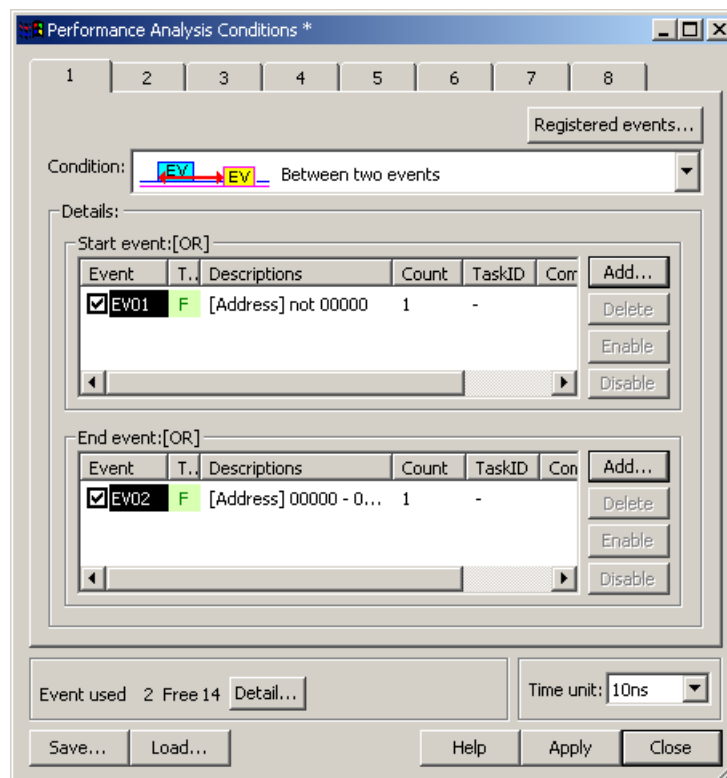 Performance Analysis Conditions *
1 2 3 4 5 6 7 8
Registered events...
Condition: EV EV Between two events
Details:
Start event:[OR]
Event T.. Descriptions Count TaskID Com Add...
EV01 F [Address] not 00000 1 - Delete
Enable
Disable
End event:[OR]
Event T.. Descriptions Count TaskID Con Add...
EV02 F [Address] 00000 - 0... 1 - Delete
Enable
Disable
Event used 2 Free 14 Detail... Time unit: 10ns
Save... Load... Help Apply Close